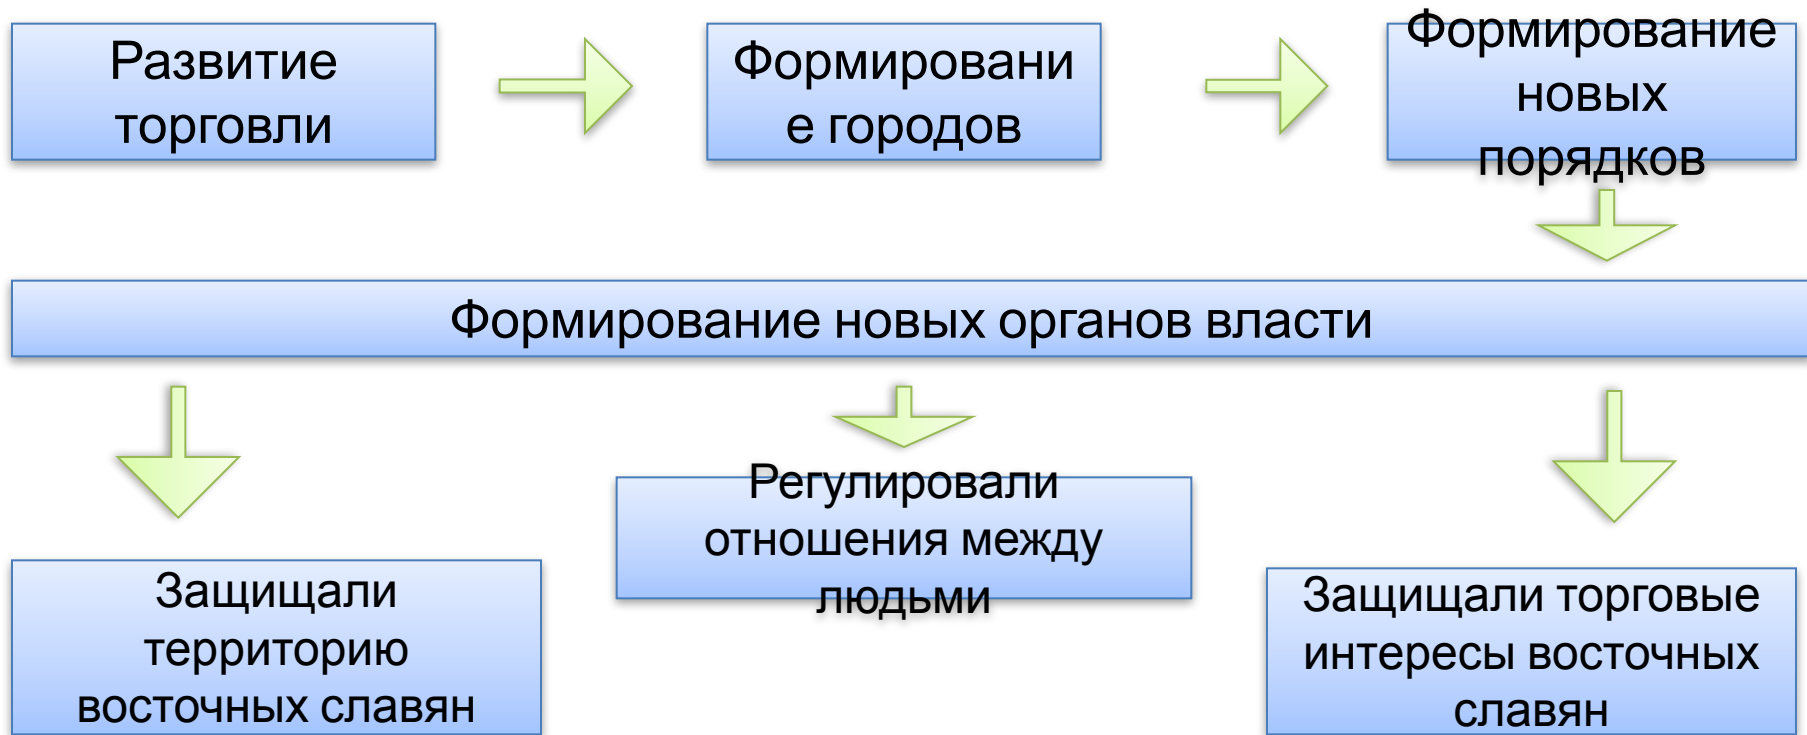 Развитие
торговли
Формировани
е городов
Формирование
новых
порядков
Формирование новых органов власти
Защищали
территорию
восточных славян
Регулировали
отношения между
людьми
Защищали торговые
интересы восточных
славян